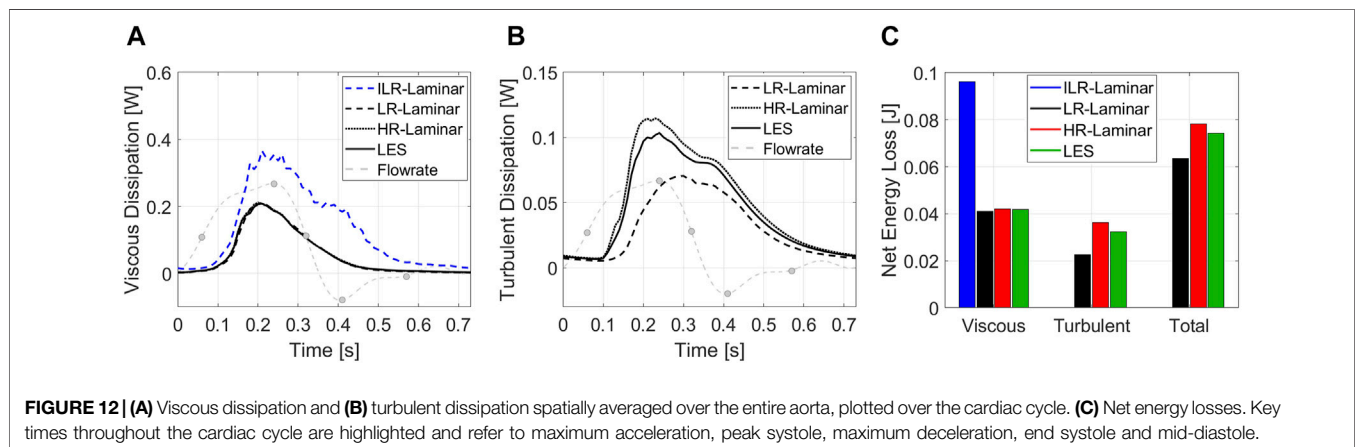 A
B
C
0.6
0.4
0.2
0
Viscous Dissipation [W]
ILR-Laminar
LR-Laminar
HR-Laminar
LES
Flowrate
0 0.1 0.2 0.3 0.4 0.5 0.6 0.7
Time [s]
0.15
0.1
0.05
0
Turbulent Dissipation [W]
LR-Laminar
HR-Laminar
LES
Flowrate
0 0.1 0.2 0.3 0.4 0.5 0.6 0.7
Time [s]
0.1
0.08
0.06
0.04
0.02
0
Net Energy Loss [J]
ILR-Laminar
LR-Laminar
HR-Laminar
LES
Viscous Turbulent Total
FIGURE 12 | (A) Viscous dissipation and (B) turbulent dissipation spatially averaged over the entire aorta, plotted over the cardiac cycle. (C) Net energy losses. Key
times throughout the cardiac cycle are highlighted and refer to maximum acceleration, peak systole, maximum deceleration, end systole and mid-diastole.